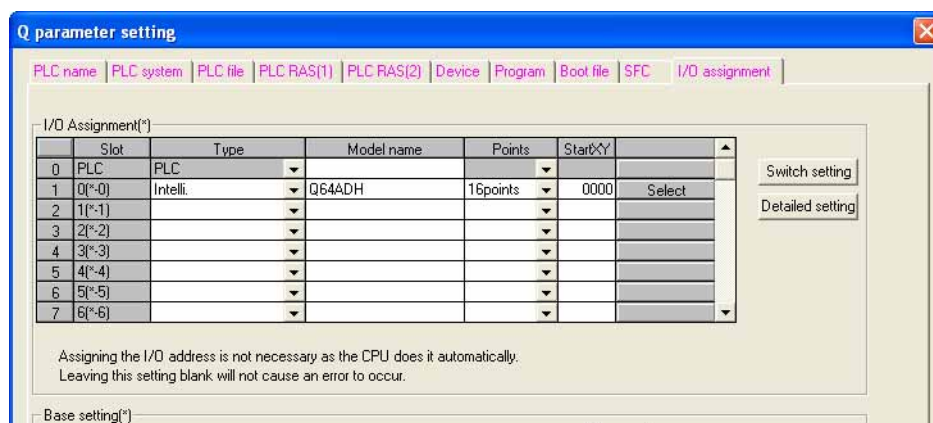 Q parameter setting
PLC name PLC system PLC file PLC RAS(1) PLC RAS(2) Device Program Boot file SFC I/O assignment
I/O Assignment(*)
Slot Type Model name Points StartXY
0 PLC PLC
1 0(*-0) Intelli. Q64ADH 16points 0000 Select
2 1(*-1)
3 2(*-2)
4 3(*-3)
5 4(*-4)
6 5(*-5)
7 6(*-6)
Switch setting
Detailed setting
Assigning the I/O address is not necessary as the CPU does it automatically.
Leaving this setting blank will not cause an error to occur.
Base setting(*)